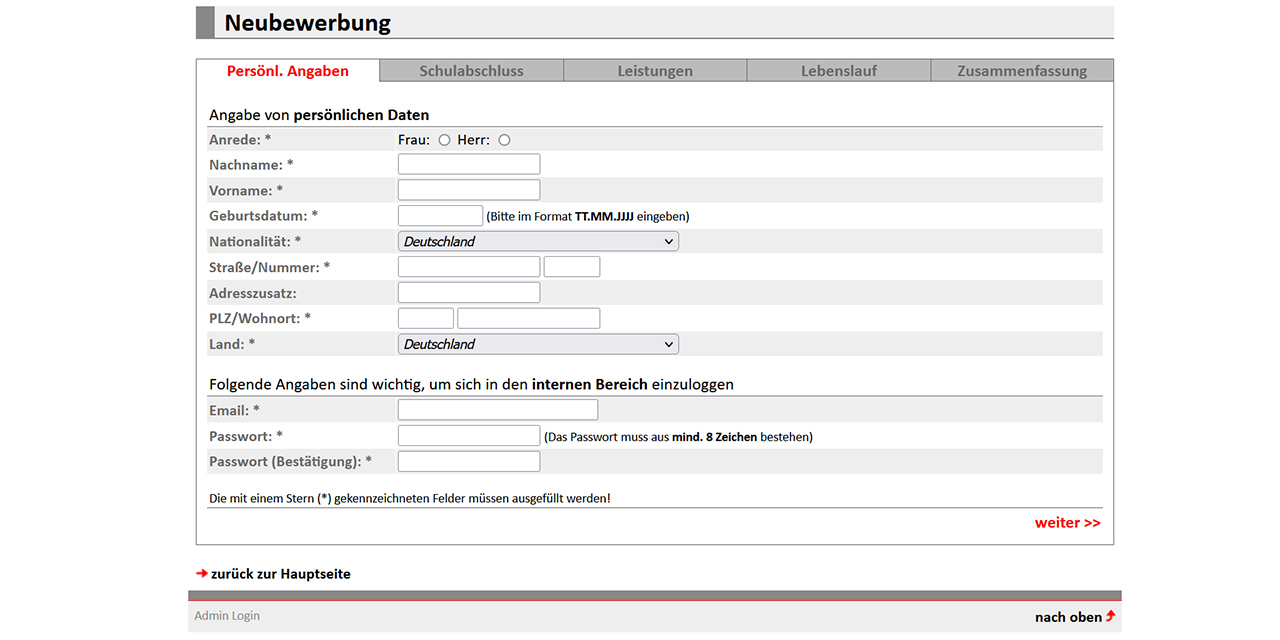 Neubewerbung
Persönl. Angaben Schulabschluss Leistungen Lebenslauf Zusammenfassung
Angabe von persönlichen Daten
Anrede: * Frau: Herr:
Nachname: *
Vorname: *
Geburtsdatum: * (Bitte im Format TT.MM.JJJJ eingeben)
Nationalität: * Deutschland
Straße/Nummer: *
Adresszusatz:
PLZ/Wohnort: *
Land: * Deutschland
Folgende Angaben sind wichtig, um sich in den internen Bereich einzuloggen
Email: *
Passwort: * (Das Passwort muss aus mind. 8 Zeichen bestehen)
Passwort (Bestätigung): *
Die mit einem Stern (*) gekennzeichneten Felder müssen ausgefüllt werden!
weiter >>
zurück zur Hauptseite
Admin Login nach oben